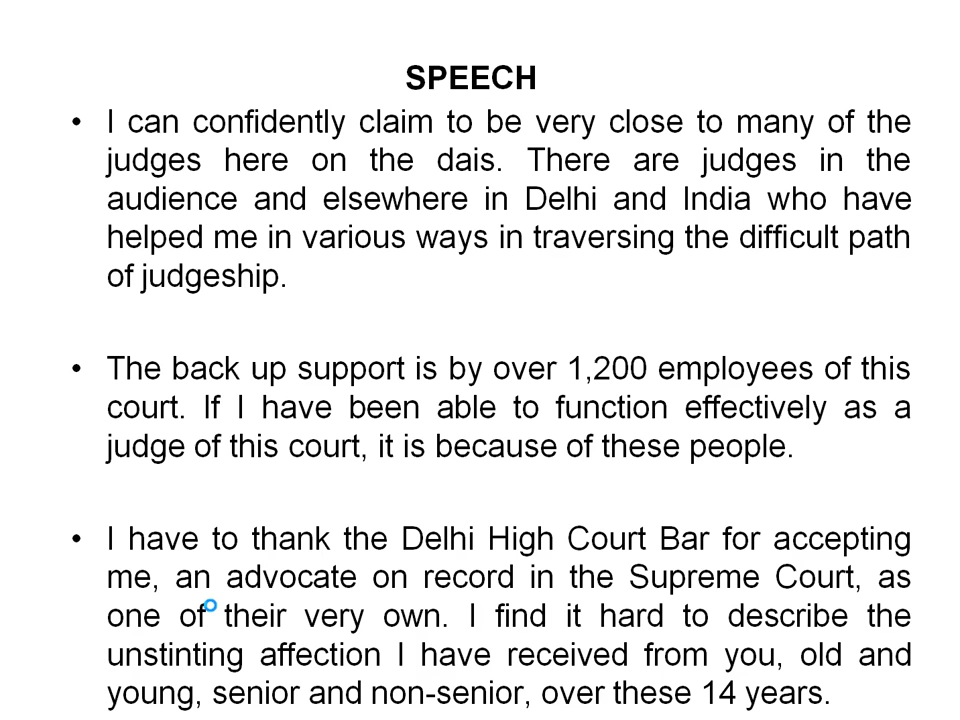 SPEECH
• I can confidently claim to be very close to many of the
judges here on the dais. There are judges in the
audience and elsewhere in Delhi and India who have
helped me in various ways in traversing the difficult path
of judgeship.
• The back up support is by over 1,200 employees of this
court. If I have been able to function effectively as a
judge of this court, it is because of these people.
• I have to thank the Delhi High Court Bar for accepting
me, an advocate on record in the Supreme Court, as
one of their very own. I find it hard to describe the
unstinting affection I have received from you, old and
young, senior and non-senior, over these 14 years.